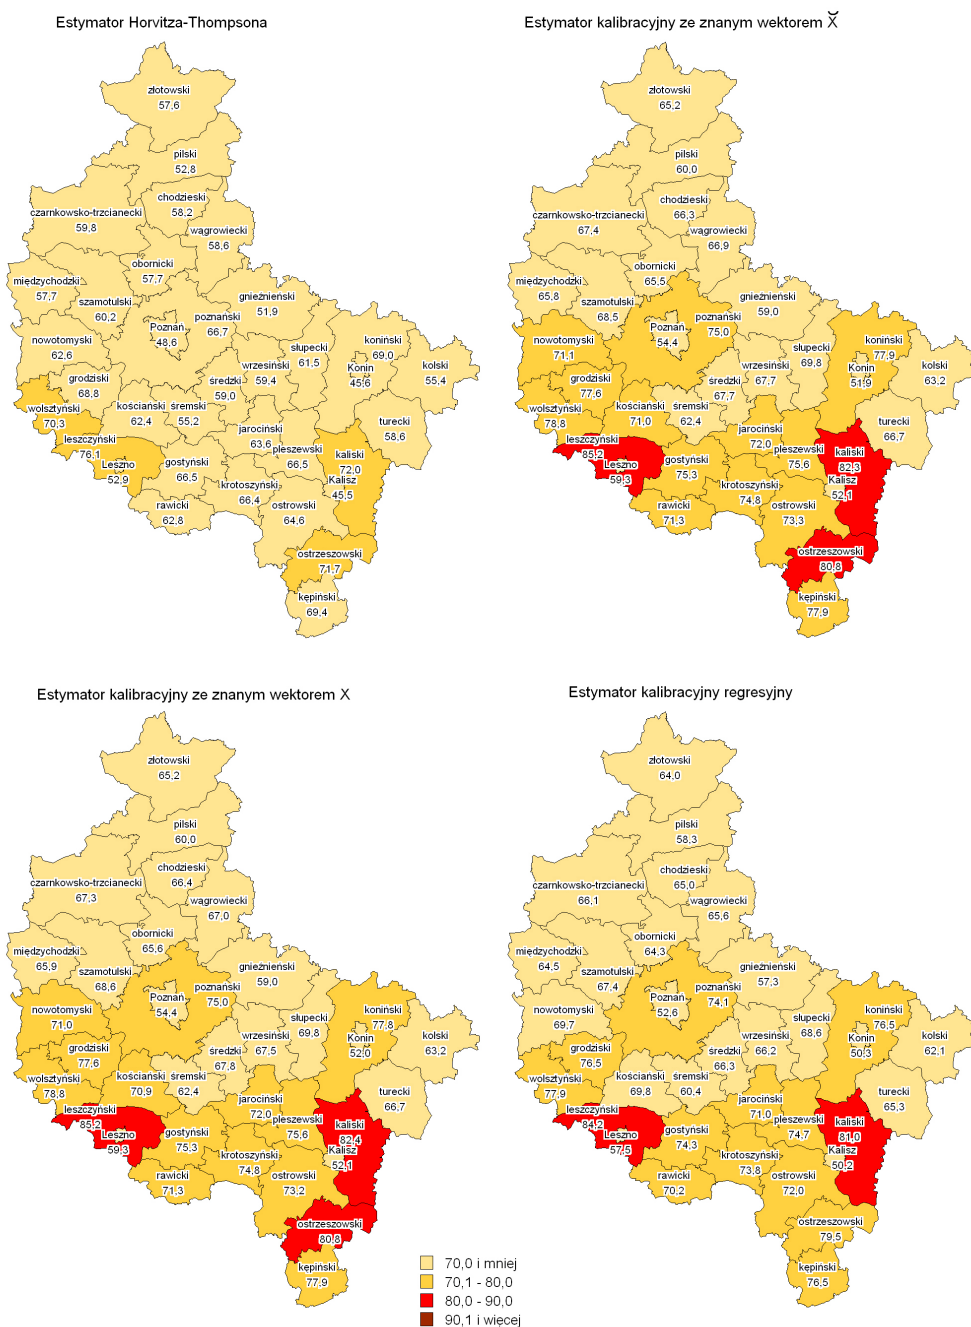 Estymator Horvitza-Thompsona
złotowski
57,6
pilski
52,8
chodzieski
58,2
czarnkowsko-trzcianecki
59,8
wągrowiecki
58,6
obornicki
57,7
międzychodzki
57,7
szamotulski
60,2
gnieźnieński
51,9
Poznań
48,6
poznański
66,7
nowotomyski
62,6
słupecki
61,5
koniński
69,0
Konin
45,6
kolski
55,4
wrzesiński
59,4
grodziski
68,8
średzki
59,0
wolsztyński
70,3
kościański
62,4
śremski
55,2
turecki
58,6
jarociński
63,6
leszczyński
76,1
pleszewski
66,5
kaliski
72,0
Leszno
52,9
gostyński
66,5
Kalisz
45,5
krotoszyński
66,4
rawicki
62,8
ostrowski
64,6
ostrzeszowski
71,7
kępiński
69,4
Estymator kalibracyjny ze znanym wektorem X̆
złotowski
65,2
pilski
60,0
chodzieski
66,3
czarnkowsko-trzcianecki
67,4
wągrowiecki
66,9
obornicki
65,5
międzychodzki
65,8
szamotulski
68,5
gnieźnieński
59,0
Poznań
54,4
poznański
75,0
nowotomyski
71,1
słupecki
69,8
koniński
77,9
Konin
51,9
kolski
63,2
wrzesiński
67,7
grodziski
77,6
średzki
67,7
wolsztyński
78,8
kościański
71,0
śremski
62,4
turecki
66,7
jarociński
72,0
leszczyński
85,2
pleszewski
75,6
kaliski
82,3
Leszno
59,3
gostyński
75,3
Kalisz
52,1
krotoszyński
74,8
rawicki
71,3
ostrowski
73,3
ostrzeszowski
80,8
kępiński
77,9
Estymator kalibracyjny ze znanym wektorem X
złotowski
65,2
pilski
60,0
chodzieski
66,4
czarnkowsko-trzcianecki
67,3
wągrowiecki
67,0
obornicki
65,6
międzychodzki
65,9
szamotulski
68,6
gnieźnieński
59,0
Poznań
54,4
poznański
75,0
nowotomyski
71,0
słupecki
69,8
koniński
77,8
Konin
52,0
kolski
63,2
wrzesiński
67,5
grodziski
77,6
średzki
67,8
wolsztyński
78,8
kościański
70,9
śremski
62,4
turecki
66,7
jarociński
72,0
leszczyński
85,2
pleszewski
75,6
kaliski
82,4
Leszno
59,3
gostyński
75,3
Kalisz
52,1
krotoszyński
74,8
rawicki
71,3
ostrowski
73,2
ostrzeszowski
80,8
kępiński
77,9
Estymator kalibracyjny regresyjny
złotowski
64,0
pilski
58,3
chodzieski
65,0
czarnkowsko-trzcianecki
66,1
wągrowiecki
65,6
obornicki
64,3
międzychodzki
64,5
szamotulski
67,4
gnieźnieński
57,3
Poznań
52,6
poznański
74,1
nowotomyski
69,7
słupecki
68,6
koniński
76,5
Konin
50,3
kolski
62,1
wrzesiński
66,2
grodziski
76,5
średzki
66,3
wolsztyński
77,9
kościański
69,8
śremski
60,4
turecki
65,3
jarociński
71,0
leszczyński
84,2
pleszewski
74,7
kaliski
81,0
Leszno
57,5
gostyński
74,3
Kalisz
50,2
krotoszyński
73,8
rawicki
70,2
ostrowski
72,0
ostrzeszowski
79,5
kępiński
76,5
70,0 i mniej
70,1 - 80,0
80,0 - 90,0
90,1 i więcej